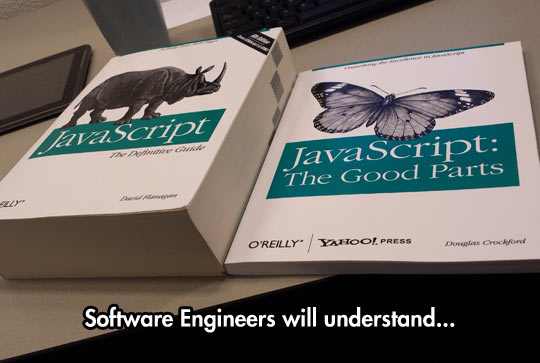 JavaScript
The Definitive Guide
David Flanagan
EILLY®
Unearthing the Excellence in JavaScript
JavaScript:
The Good Parts
O'REILLY® | YAHOO! PRESS
Douglas Crockford
Software Engineers will understand...